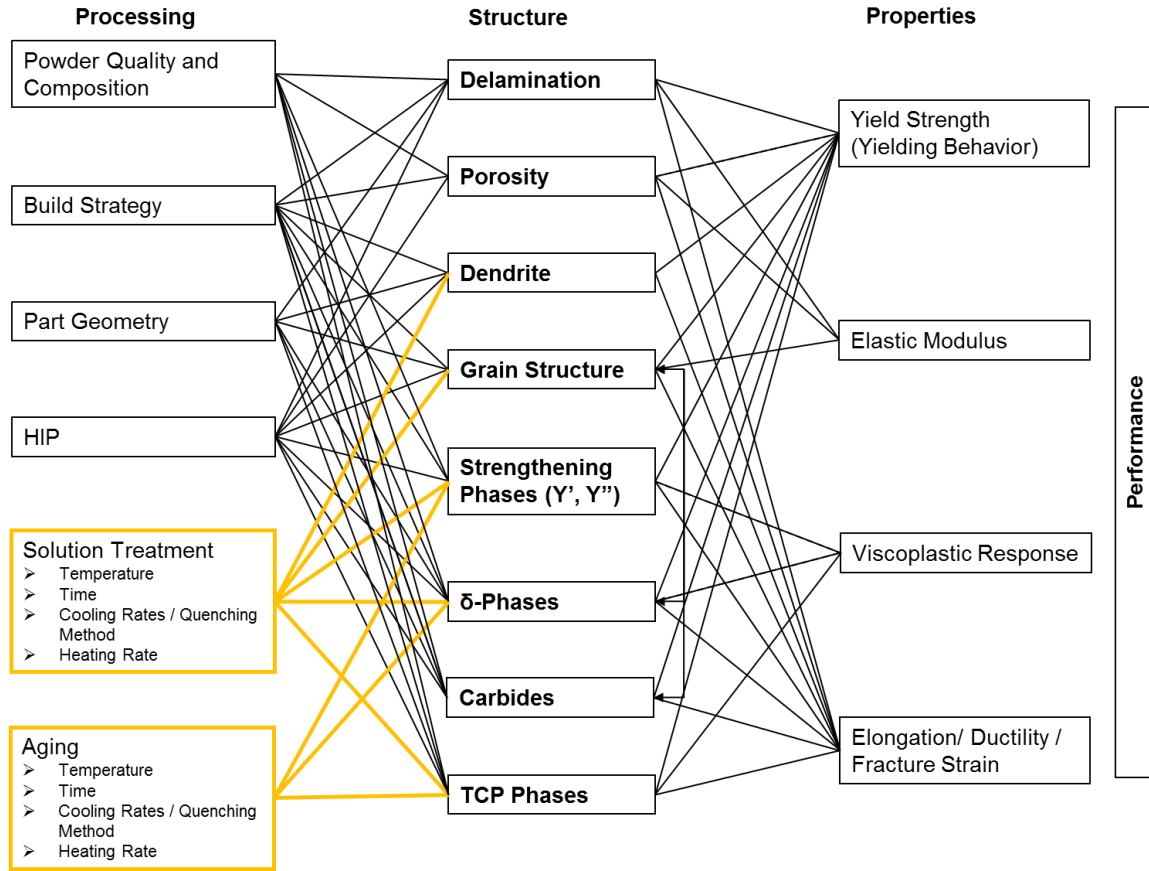 Processing
Structure
Properties
Powder Quality and
Composition
Build Strategy
Part Geometry
HIP
Solution Treatment
➢ Temperature
➢ Time
➢ Cooling Rates / Quenching
Method
➢ Heating Rate
Aging
➢ Temperature
➢ Time
➢ Cooling Rates / Quenching
Method
➢ Heating Rate
Delamination
Porosity
Dendrite
Grain Structure
Strengthening
Phases (Y’, Y’’)
δ-Phases
Carbides
TCP Phases
Yield Strength
(Yielding Behavior)
Elastic Modulus
Viscoplastic Response
Elongation/ Ductility /
Fracture Strain
Performance